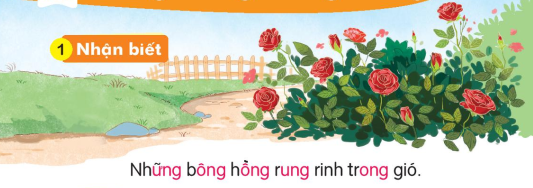 1 Nhận biết
Những bông hồng rung rinh trong gió.